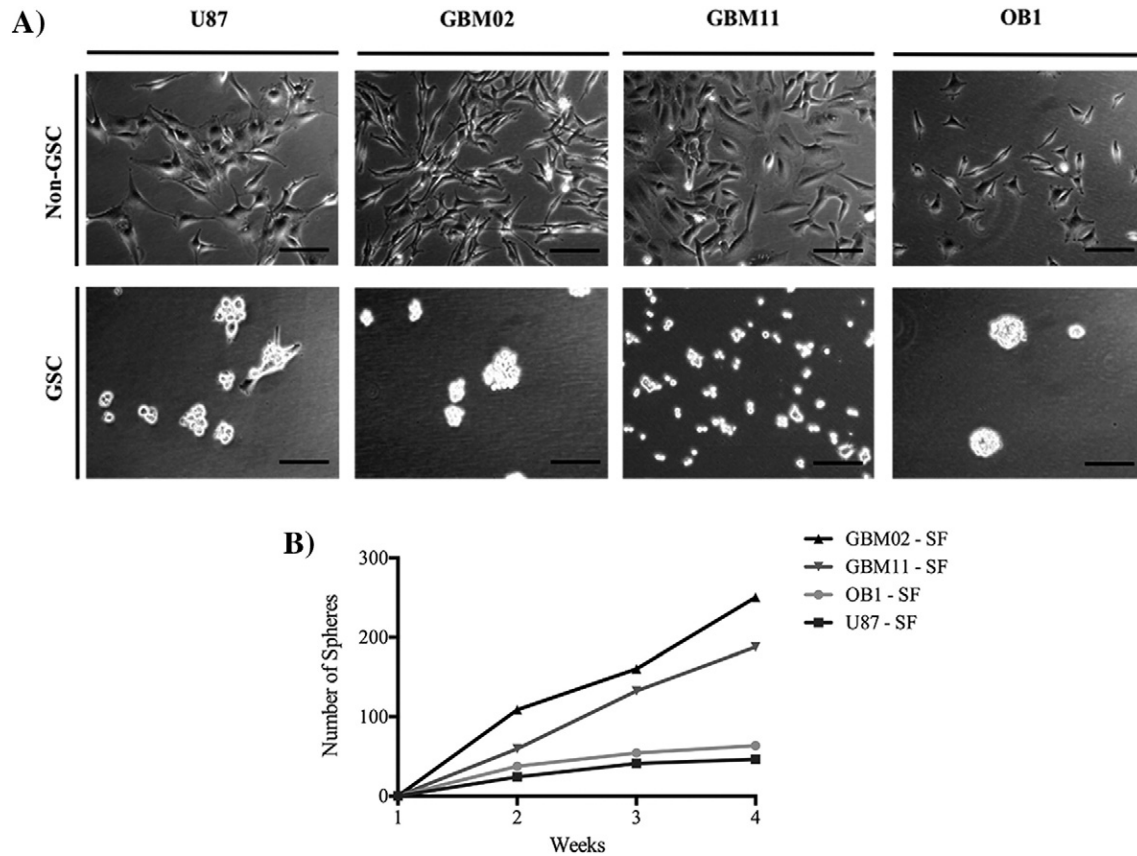 A)
U87
GBM02
GBM11
OB1
Non-GSC
GSC
B)
300
200
100
0
Number of Spheres
1
2
3
4
Weeks
GBM02 - SF
GBM11 - SF
OB1 - SF
U87 - SF